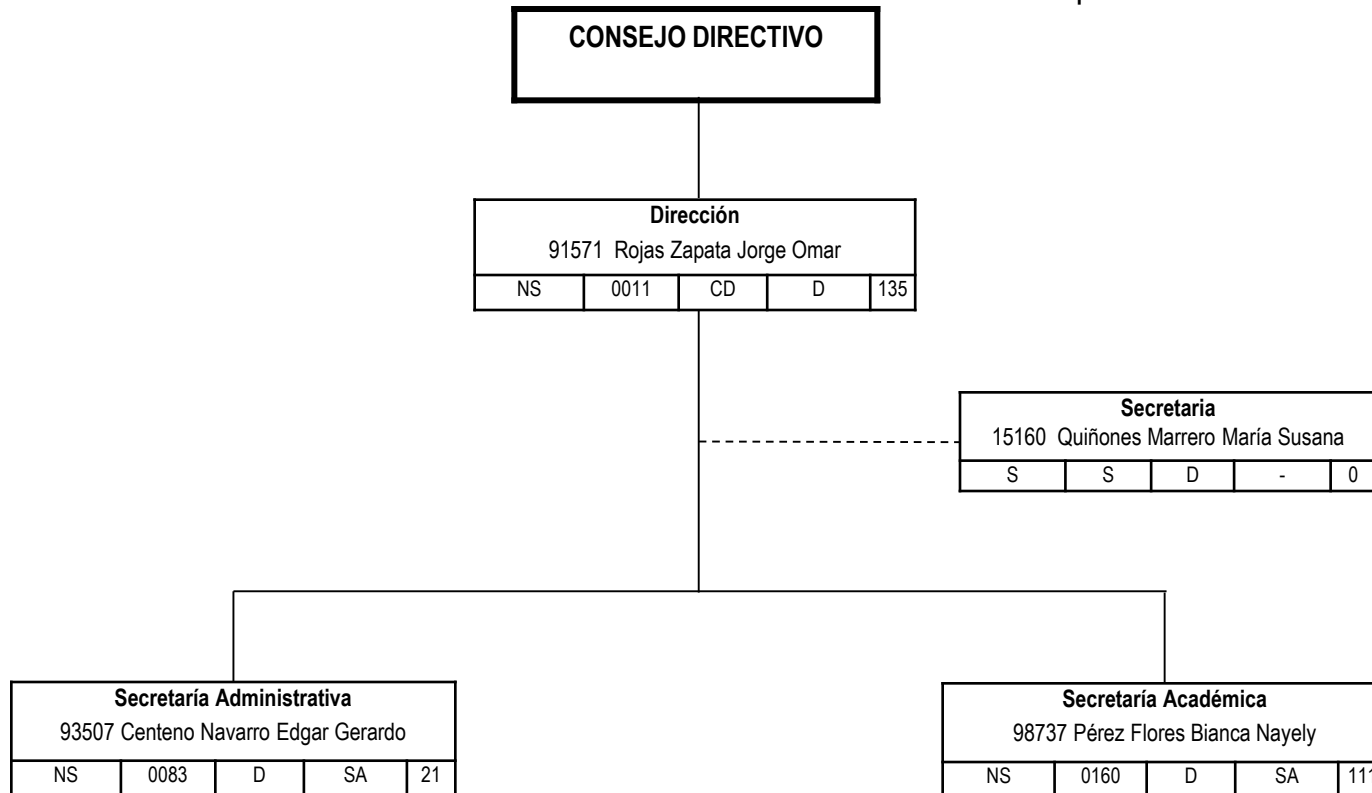 CONSEJO DIRECTIVO
Dirección
91571 Rojas Zapata Jorge Omar
NS 0011 CD D 135
Secretaria
15160 Quiñones Marrero María Susana
S S D - 0
Secretaría Administrativa
93507 Centeno Navarro Edgar Gerardo
NS 0083 D SA 21
Secretaría Académica
98737 Pérez Flores Bianca Nayely
NS 0160 D SA 111